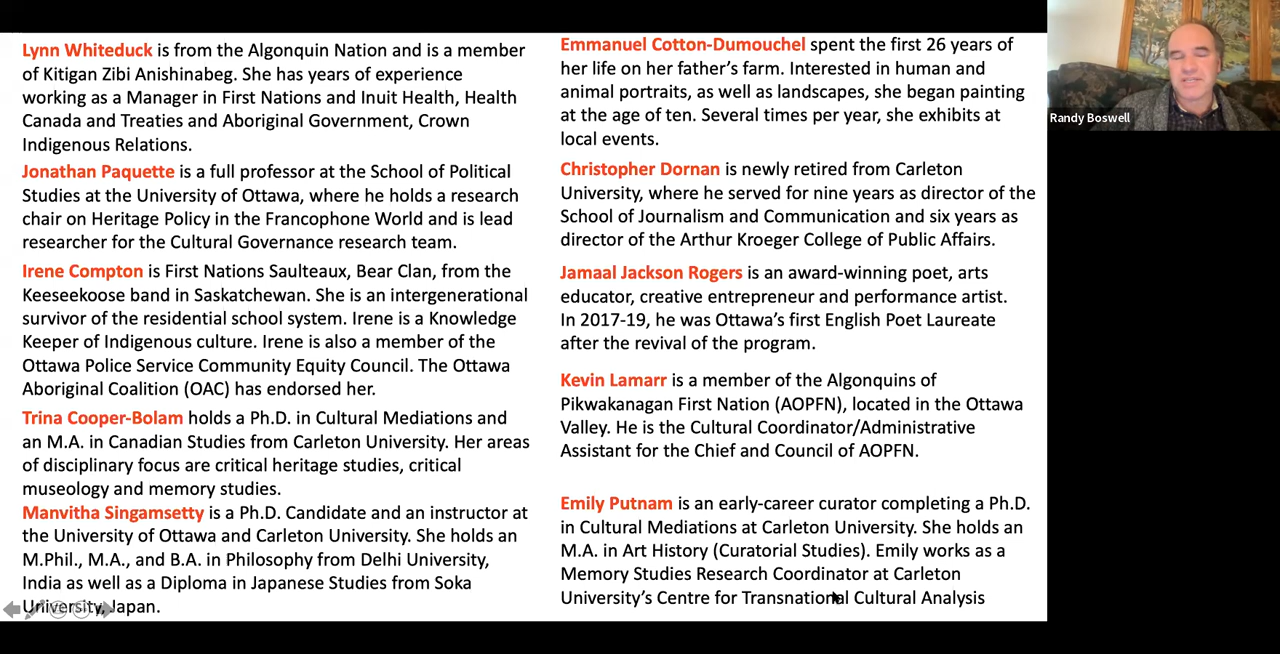 Lynn Whiteduck is from the Algonquin Nation and is a member
of Kitigan Zibi Anishinabeg. She has years of experience
working as a Manager in First Nations and Inuit Health, Health
Canada and Treaties and Aboriginal Government, Crown
Indigenous Relations.
Jonathan Paquette is a full professor at the School of Political
Studies at the University of Ottawa, where he holds a research
chair on Heritage Policy in the Francophone World and is lead
researcher for the Cultural Governance research team.
Irene Compton is First Nations Saulteaux, Bear Clan, from the
Keeseekoose band in Saskatchewan. She is an intergenerational
survivor of the residential school system. Irene is a Knowledge
Keeper of Indigenous culture. Irene is also a member of the
Ottawa Police Service Community Equity Council. The Ottawa
Aboriginal Coalition (OAC) has endorsed her.
Trina Cooper-Bolam holds a Ph.D. in Cultural Mediations and
an M.A. in Canadian Studies from Carleton University. Her areas
of disciplinary focus are critical heritage studies, critical
museology and memory studies.
Manvitha Singamsetty is a Ph.D. Candidate and an instructor at
the University of Ottawa and Carleton University. She holds an
M.Phil., M.A., and B.A. in Philosophy from Delhi University,
India as well as a Diploma in Japanese Studies from Soka
University, Japan.
Emmanuel Cotton-Dumouchel spent the first 26 years of
her life on her father's farm. Interested in human and
animal portraits, as well as landscapes, she began painting
at the age of ten. Several times per year, she exhibits at
local events.
Christopher Dornan is newly retired from Carleton
University, where he served for nine years as director of the
School of Journalism and Communication and six years as
director of the Arthur Kroeger College of Public Affairs.
Jamaal Jackson Rogers is an award-winning poet, arts
educator, creative entrepreneur and performance artist.
In 2017-19, he was Ottawa's first English Poet Laureate
after the revival of the program.
Kevin Lamarr is a member of the Algonquins of
Pikwakanagan First Nation (AOPFN), located in the Ottawa
Valley. He is the Cultural Coordinator/Administrative
Assistant for the Chief and Council of AOPFN.
Emily Putnam is an early-career curator completing a Ph.D.
in Cultural Mediations at Carleton University. She holds an
M.A. in Art History (Curatorial Studies). Emily works as a
Memory Studies Research Coordinator at Carleton
University's Centre for Transnational Cultural Analysis
Randy Boswell